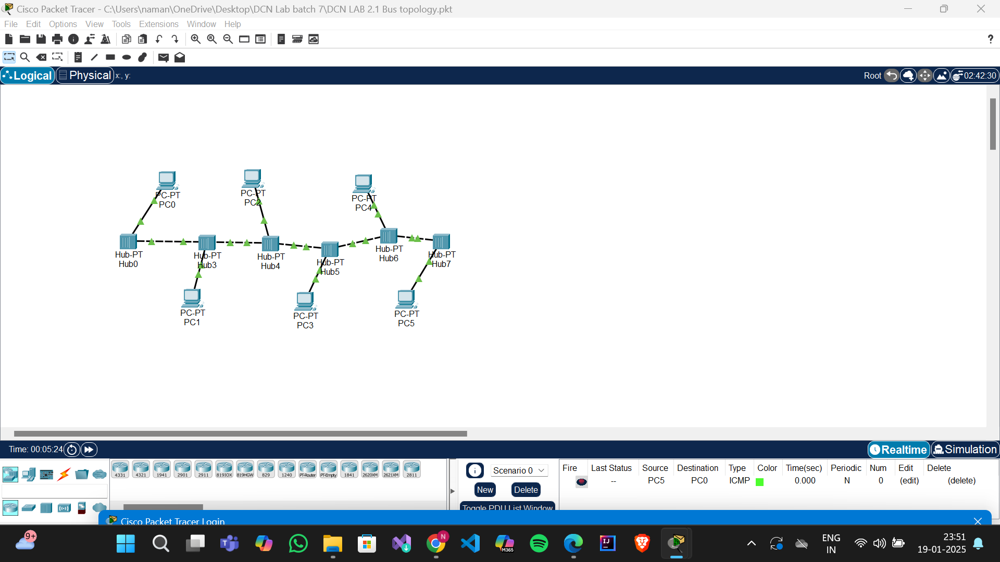 Cisco Packet Tracer - C:\Users\naman\OneDrive\Desktop\DCN Lab batch 7\DCN LAB 2.1 Bus topology.pkt
File Edit Options View Tools Extensions Window Help
?
Logical Physical x:, y:
Root 02:42:30
PC-PT
PC0
PC-PT
PC2
PC-PT
PC4
Hub-PT
Hub0
Hub-PT
Hub3
Hub-PT
Hub4
Hub-PT
Hub5
Hub-PT
Hub6
Hub-PT
Hub7
PC-PT
PC1
PC-PT
PC3
PC-PT
PC5
Time: 00:05:24
Realtime Simulation
4331 4321 1941 2901 2911 819IOX 819HGW 829 1240 PT-Router PT-Empty 1841 2620XM 2621XM 2811
Scenario 0
New Delete
Toggle PDU List Window
Fire Last Status Source Destination Type Color Time(sec) Periodic Num Edit Delete
-- PC5 PC0 ICMP 0.000 N 0 (edit) (delete)
Cisco Packet Tracer Login
9+
N
M365
IJ
ENG
IN
23:51
19-01-2025